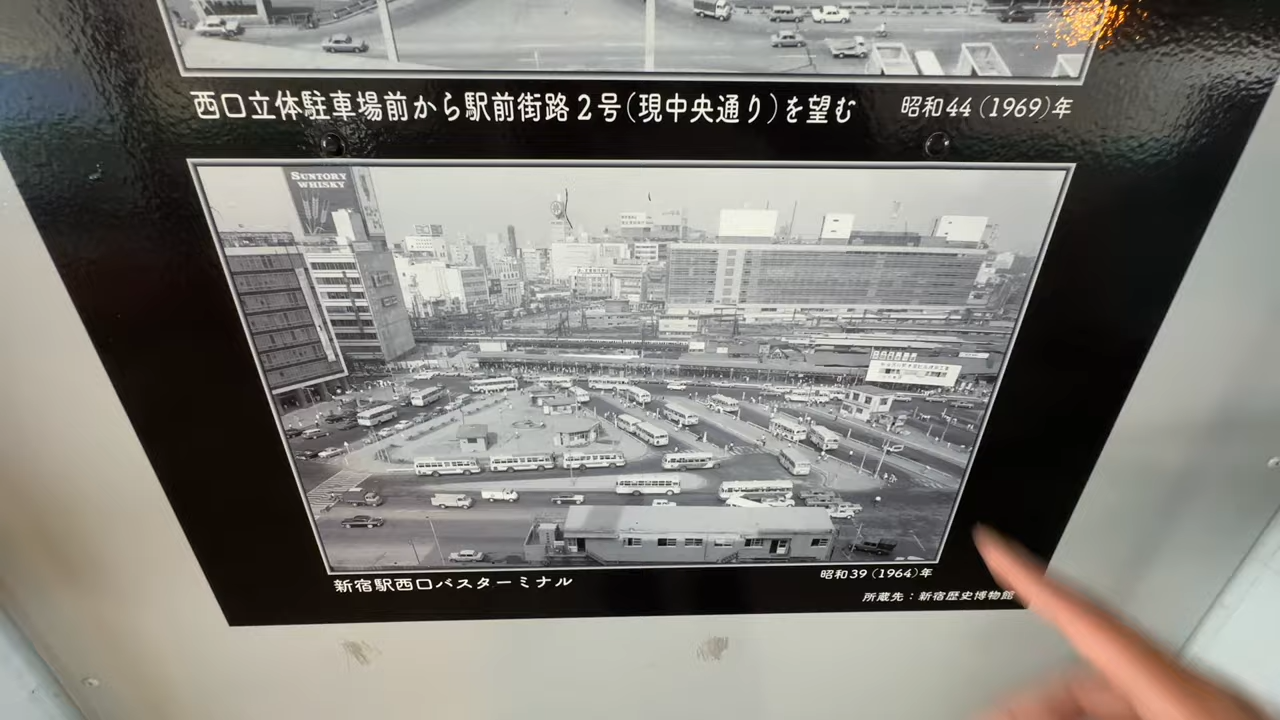 西口立体駐車場前から駅前街路2号(現中央通り)を望む
昭和44(1969)年
SUNTORY
WHISKY
新宿駅西口バスターミナル
昭和39(1964)年
所蔵先:新宿歴史博物館